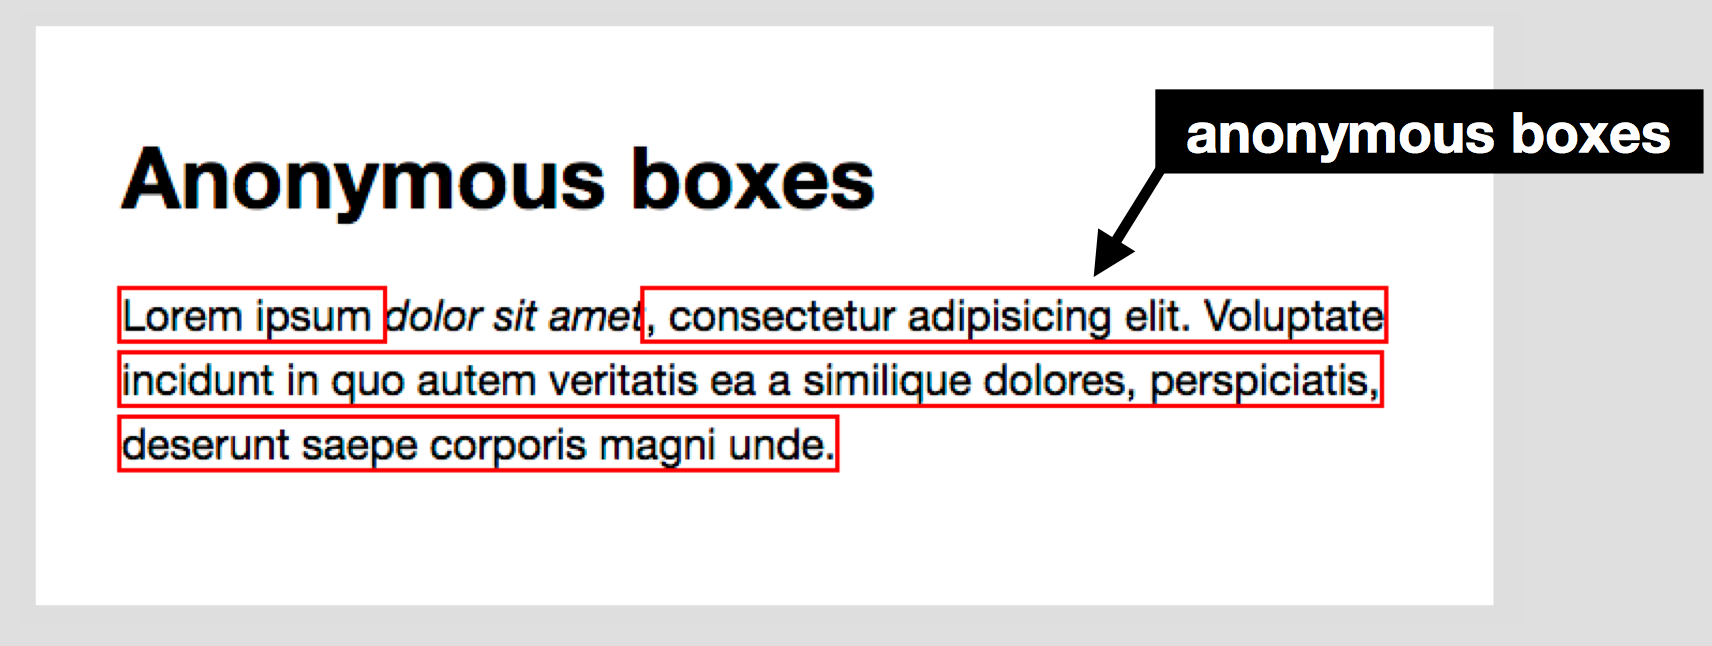 anonymous boxes
Anonymous boxes
Lorem ipsum dolor sit amet, consectetur adipisicing elit. Voluptate
incidunt in quo autem veritatis ea a similique dolores, perspiciatis,
deserunt saepe corporis magni unde.